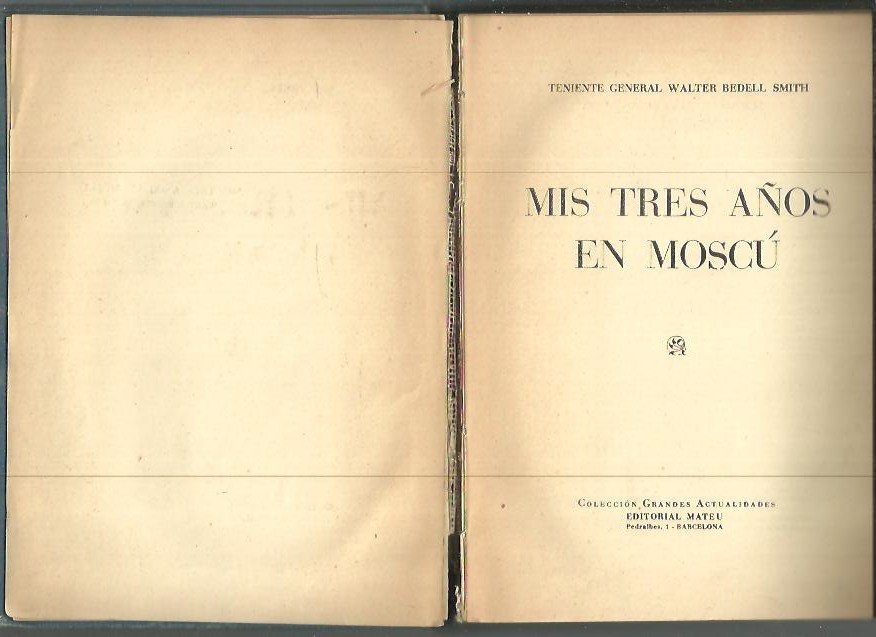 TENIENTE GENERAL WALTER BEDELL SMITH
MIS TRES AÑOS
EN MOSCÚ
COLECCIÓN GRANDES ACTUALIDADES
EDITORIAL MATEU
Pedralbes, 1 - BARCELONA